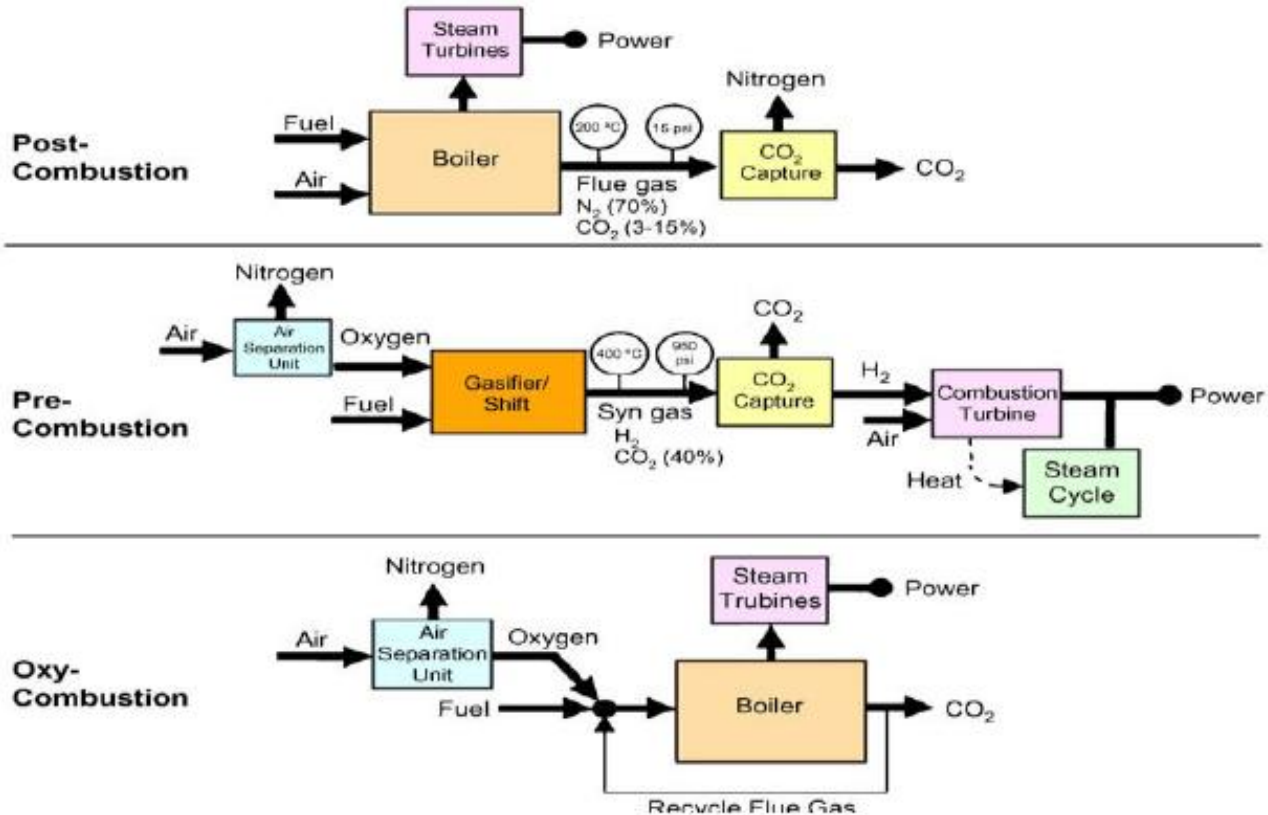 Steam
Turbines
Power
Nitrogen
Post-
Combustion
Fuel
Air
Boiler
200 ºC
15 psi
Flue gas
N₂ (70%)
CO₂ (3-15%)
CO₂
Capture
CO₂
Nitrogen
Pre-
Combustion
Air
Air
Separation
Unit
Oxygen
Fuel
Gasifier/
Shift
400 ºC
950
psi
Syn gas
H₂
CO₂ (40%)
CO₂
CO₂
Capture
H₂
Air
Combustion
Turbine
Power
Heat
Steam
Cycle
Nitrogen
Oxy-
Combustion
Air
Air
Separation
Unit
Oxygen
Fuel
Steam
Trubines
Power
Boiler
CO₂
Recycle Flue Gas